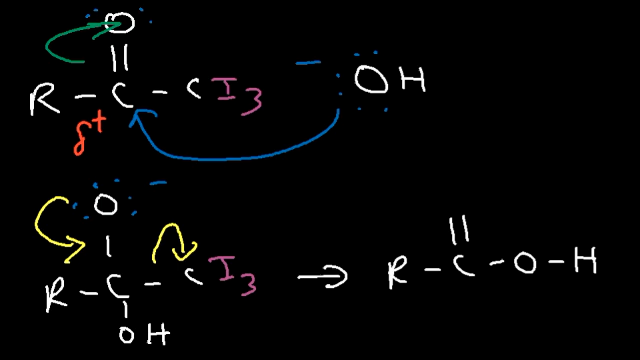 O
||
R - C - CI3 - OH
δ+
O -
|
R - C - CI3 → R - C - O - H
|
OH
||